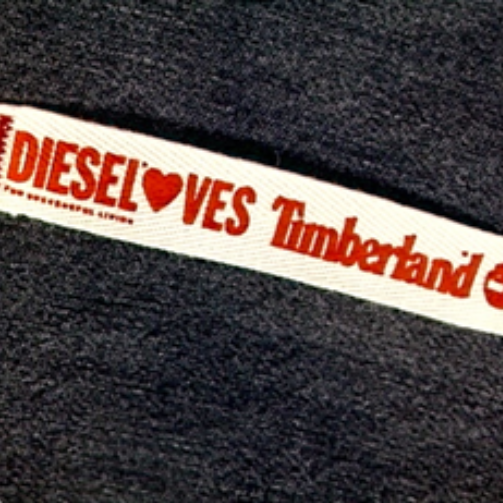 DIESEL♥VES Timberland
FOR SUCCESSFUL LIVING